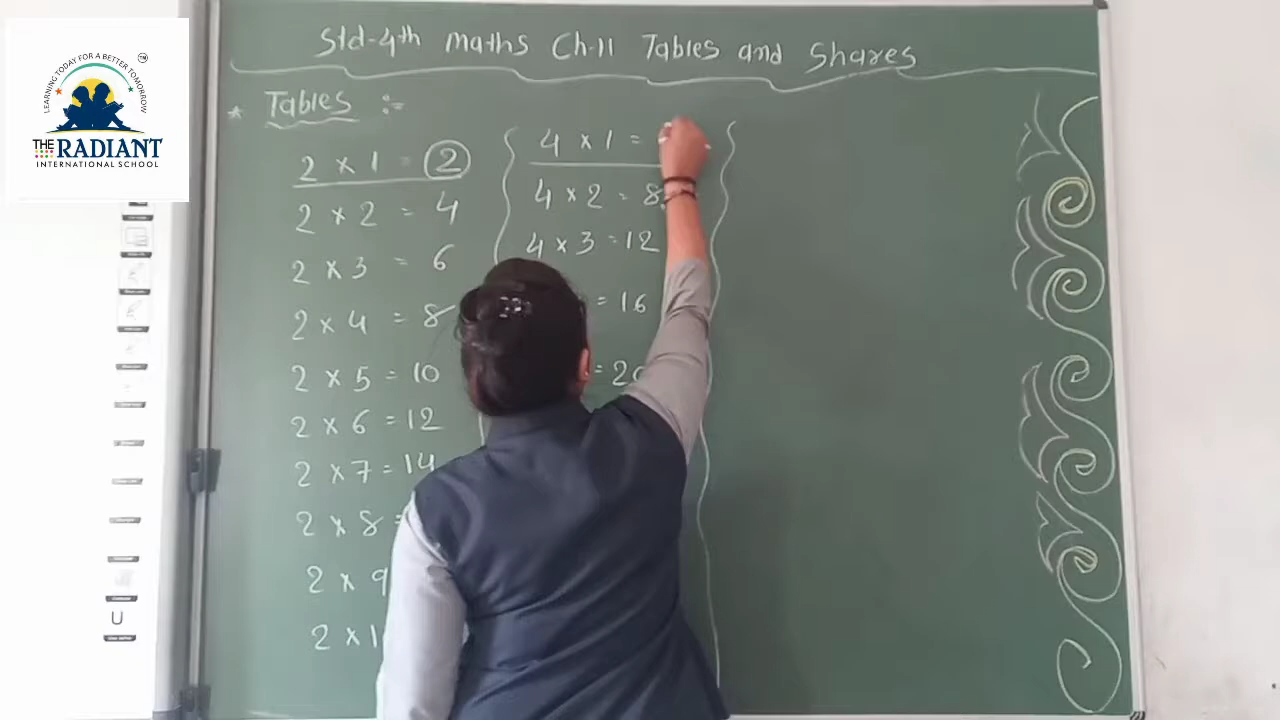 Std-4th Maths Ch-11 Tables and Shares
* Tables :-
2 × 1 = 2
2 × 2 = 4
2 × 3 = 6
2 × 4 = 8
2 × 5 = 10
2 × 6 = 12
2 × 7 = 14
2 × 8 =
2 × 9
2 × 1
4 × 1 =
4 × 2 = 8
4 × 3 = 12
= 16
= 20
LEARNING TODAY FOR A BETTER TOMORROW
TM
THE RADIANT
INTERNATIONAL SCHOOL
U